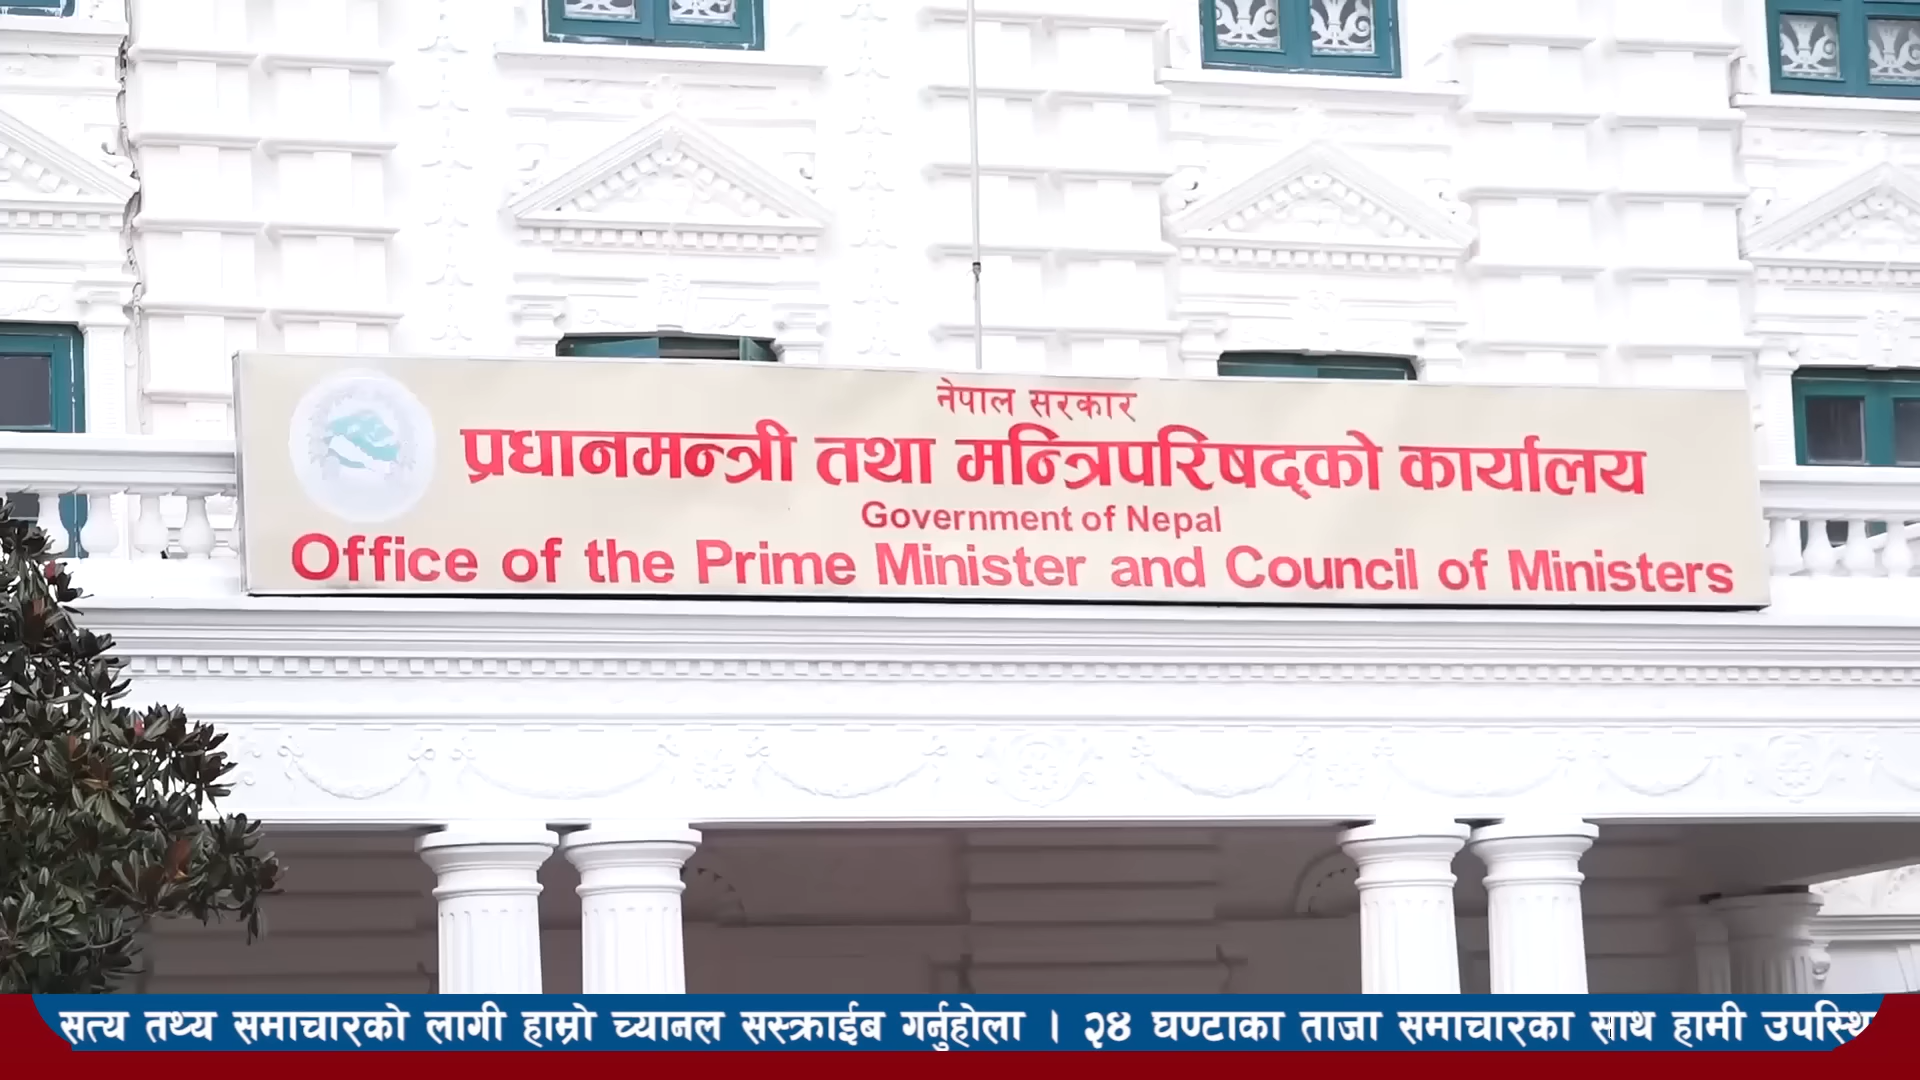 नेपाल सरकार
प्रधानमन्त्री तथा मन्त्रिपरिषद्को कार्यालय
Government of Nepal
Office of the Prime Minister and Council of Ministers
सत्य तथ्य समाचारको लागी हाम्रो च्यानल सस्क्राईब गर्नुहोला । २४ घण्टाका ताजा समाचारका साथ हामी